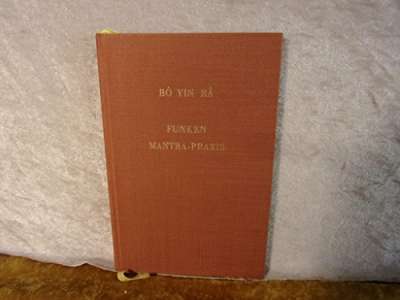 BÔ YIN RÂ
FUNKEN
MANTRA-PRAXIS